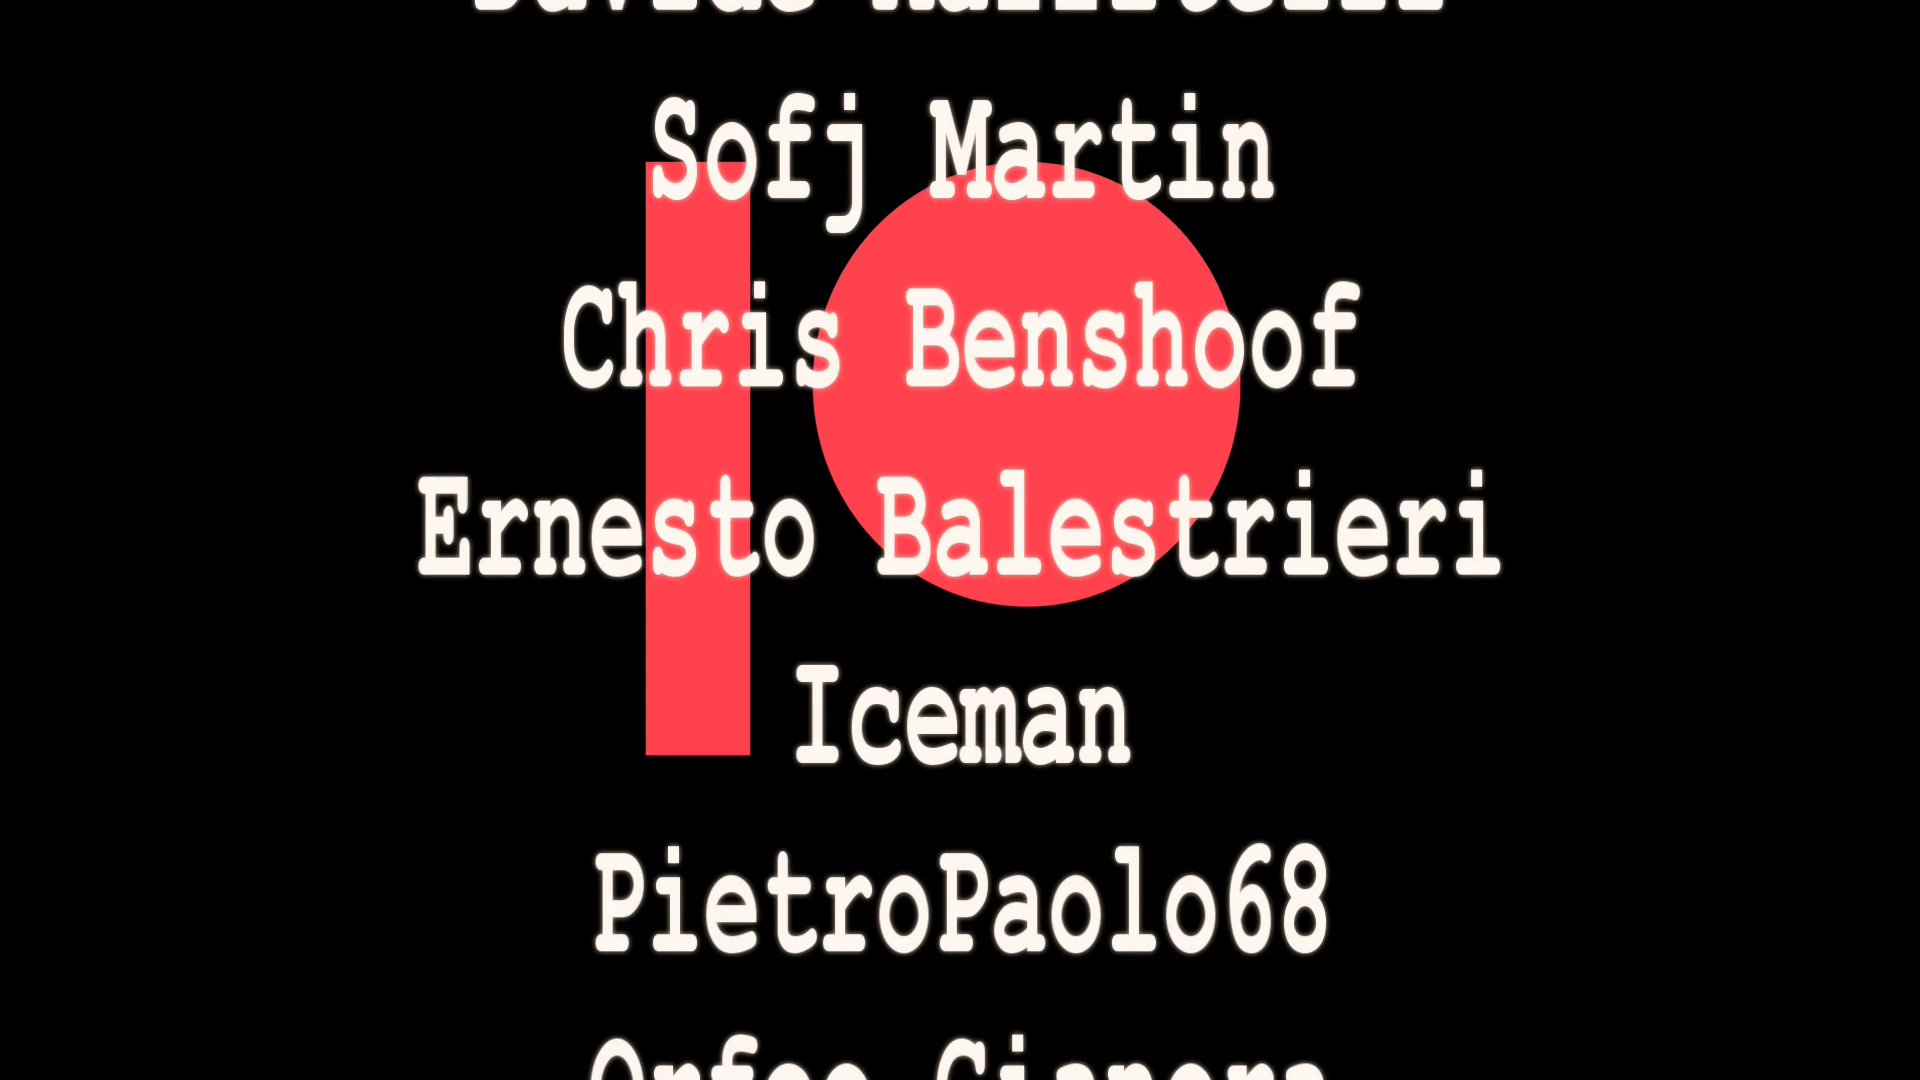 Sofj Martin
Chris Benshoof
Ernesto Balestrieri
Iceman
PietroPaolo68